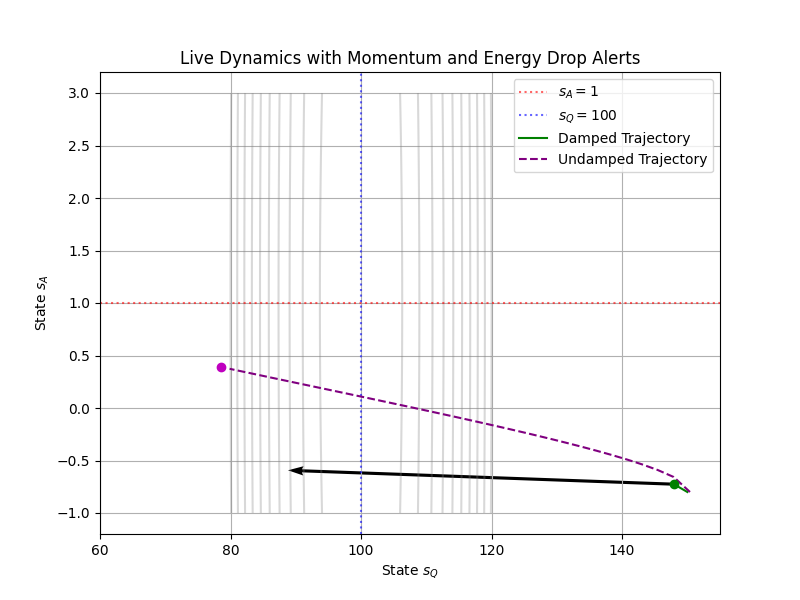 Live Dynamics with Momentum and Energy Drop Alerts
3.0
2.5
2.0
1.5
1.0
0.5
0.0
−0.5
−1.0
State s_A
s_A = 1
s_Q = 100
Damped Trajectory
Undamped Trajectory
60
80
100
120
140
State s_Q